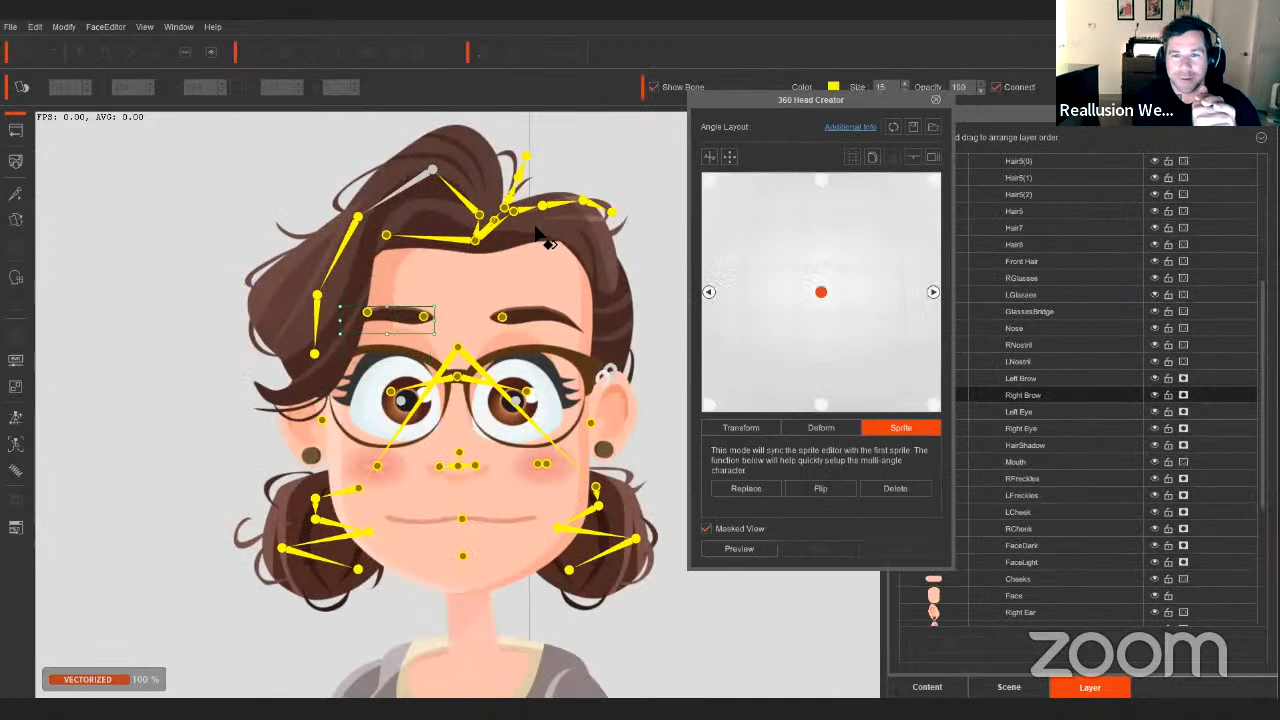 File Edit Modify FaceEditor View Window Help
Show Bone Color Size 15 Opacity 100 Connect
Reallusion We...
FPS: 0.00, AVG: 0.00
360 Head Creator
Angle Layout Additional Info
d drag to arrange layer order.
Hair5(0)
Hair5(1)
Hair5(2)
Hair5
Hair7
Hair8
Front Hair
RGlasses
LGlasses
GlassesBridge
Nose
RNostril
LNostril
Left Brow
Right Brow
Left Eye
Right Eye
HairShadow
Mouth
RFreckles
LFreckles
LCheek
RCheek
FaceDark
FaceLight
Cheeks
Face
Right Ear
Transform Deform Sprite
This mode will sync the sprite editor with the first sprite. The
function below will help quickly setup the multi-angle
character.
Replace Flip Delete
Masked View
Preview
VECTORIZED 100 %
zoom
Content Scene Layer